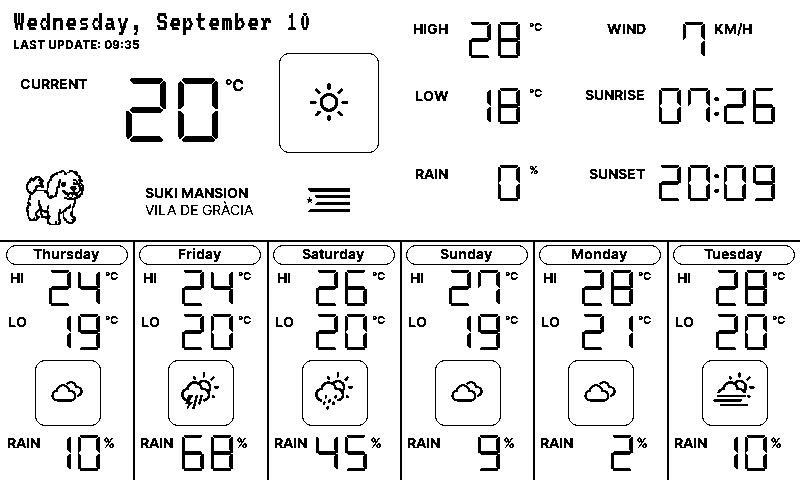 Wednesday, September 10
LAST UPDATE: 09:35
CURRENT 20 °C
SUKI MANSION
VILA DE GRÀCIA
HIGH 28 °C
LOW 18 °C
RAIN 0 %
WIND 7 KM/H
SUNRISE 07:26
SUNSET 20:09
Thursday
HI 24 °C
LO 19 °C
RAIN 10 %
Friday
HI 24 °C
LO 20 °C
RAIN 68 %
Saturday
HI 26 °C
LO 20 °C
RAIN 45 %
Sunday
HI 27 °C
LO 19 °C
RAIN 9 %
Monday
HI 28 °C
LO 21 °C
RAIN 2 %
Tuesday
HI 28 °C
LO 20 °C
RAIN 10 %